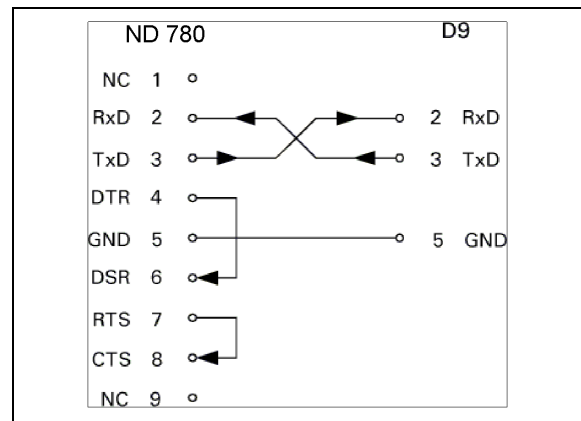 ND 780 D9
NC 1
RxD 2 2 RxD
TxD 3 3 TxD
DTR 4
GND 5 5 GND
DSR 6
RTS 7
CTS 8
NC 9